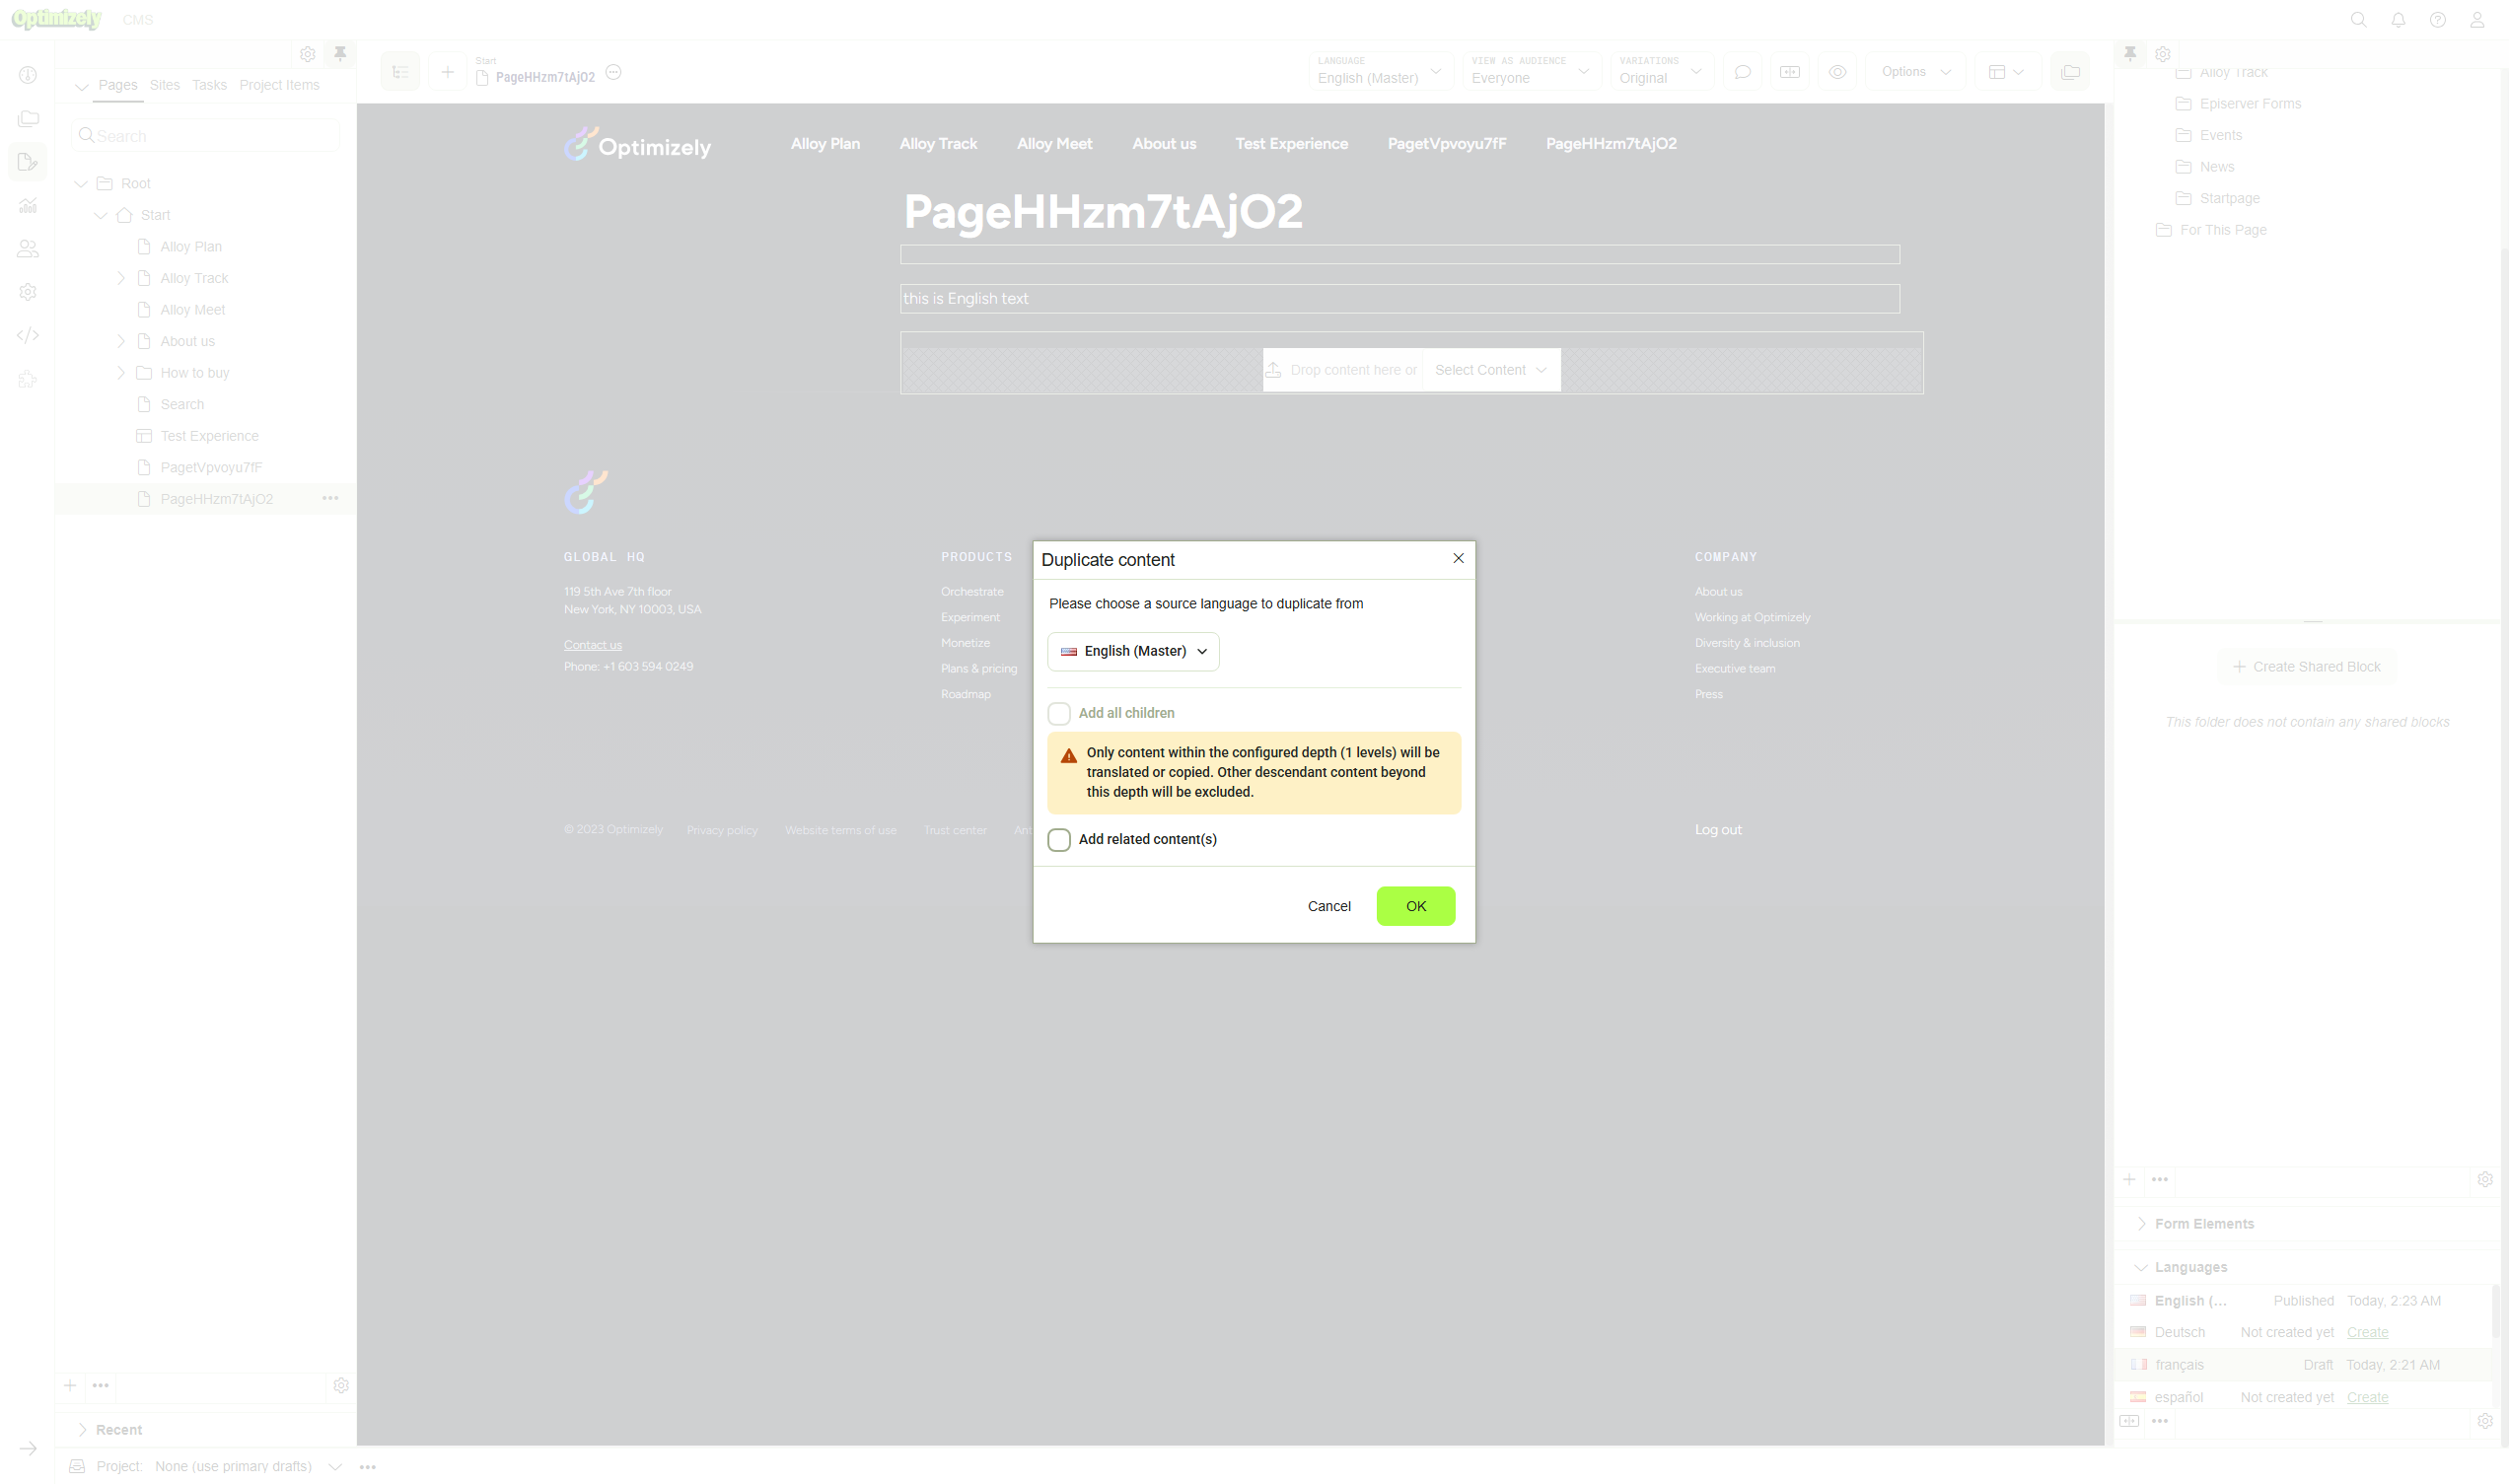 Optimizely CMS
Pages Sites Tasks Project Items
Search
Root
Start
Alloy Plan
Alloy Track
Alloy Meet
About us
How to buy
Search
Test Experience
PagetVpvoyu7fF
PageHHzm7tAjO2
Recent
Project: None (use primary drafts)
Start
PageHHzm7tAjO2
LANGUAGE
English (Master)
VIEW AS AUDIENCE
Everyone
VARIATIONS
Original
Options
Optimizely Alloy Plan Alloy Track Alloy Meet About us Test Experience PagetVpvoyu7fF PageHHzm7tAjO2
PageHHzm7tAjO2
this is English text
Drop content here or Select Content
GLOBAL HQ
119 5th Ave 7th floor
New York, NY 10003, USA
Contact us
Phone: +1 603 594 0249
PRODUCTS
Orchestrate
Experiment
Monetize
Plans & pricing
Roadmap
COMPANY
About us
Working at Optimizely
Diversity & inclusion
Executive team
Press
© 2023 Optimizely Privacy policy Website terms of use Trust center
Log out
Duplicate content
Please choose a source language to duplicate from
English (Master)
Add all children
Only content within the configured depth (1 levels) will be
translated or copied. Other descendant content beyond
this depth will be excluded.
Add related content(s)
Cancel OK
Alloy Track
Episerver Forms
Events
News
Startpage
For This Page
Create Shared Block
This folder does not contain any shared blocks
Form Elements
Languages
English (... Published Today, 2:23 AM
Deutsch Not created yet Create
français Draft Today, 2:21 AM
español Not created yet Create